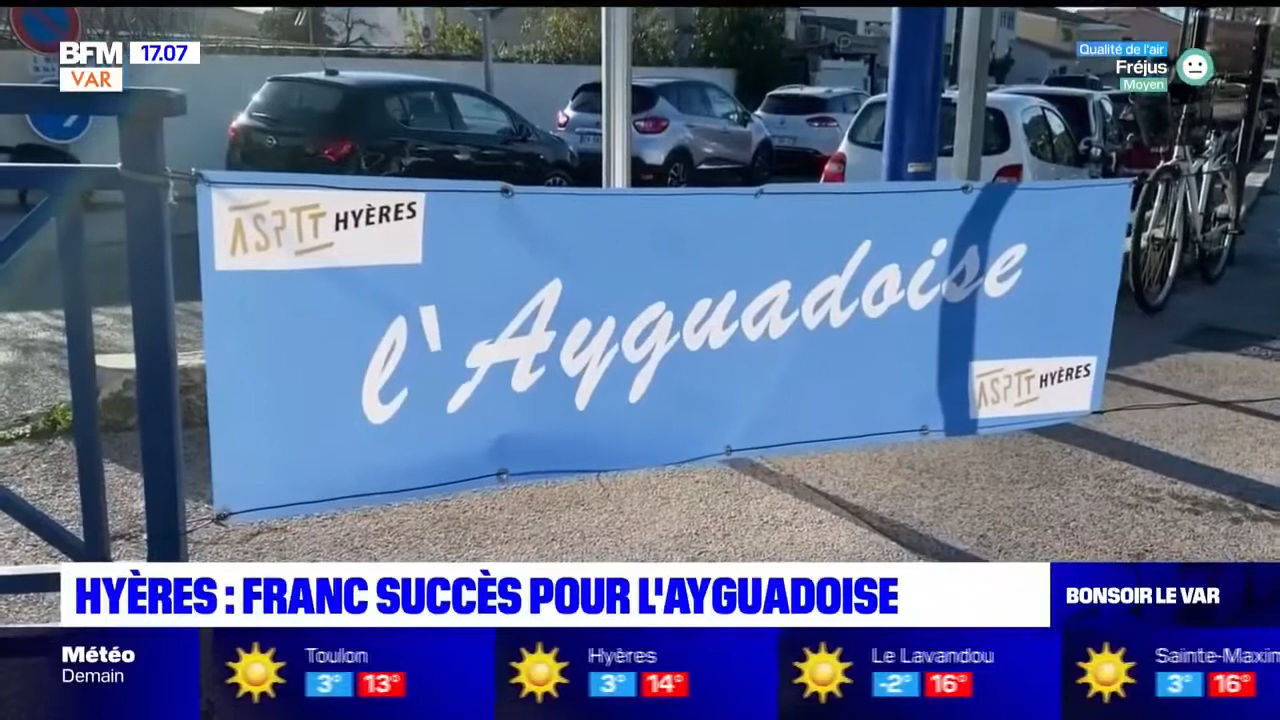 BFM
VAR
17.07
Qualité de l'air
Fréjus
Moyen
ASPTT HYÈRES
l'Ayguadoise
ASPTT HYÈRES
HYÈRES : FRANC SUCCÈS POUR L'AYGUADOISE
BONSOIR LE VAR
Météo
Demain
Toulon
3° 13°
Hyères
3° 14°
Le Lavandou
-2° 16°
Sainte-Maxim
3° 16°